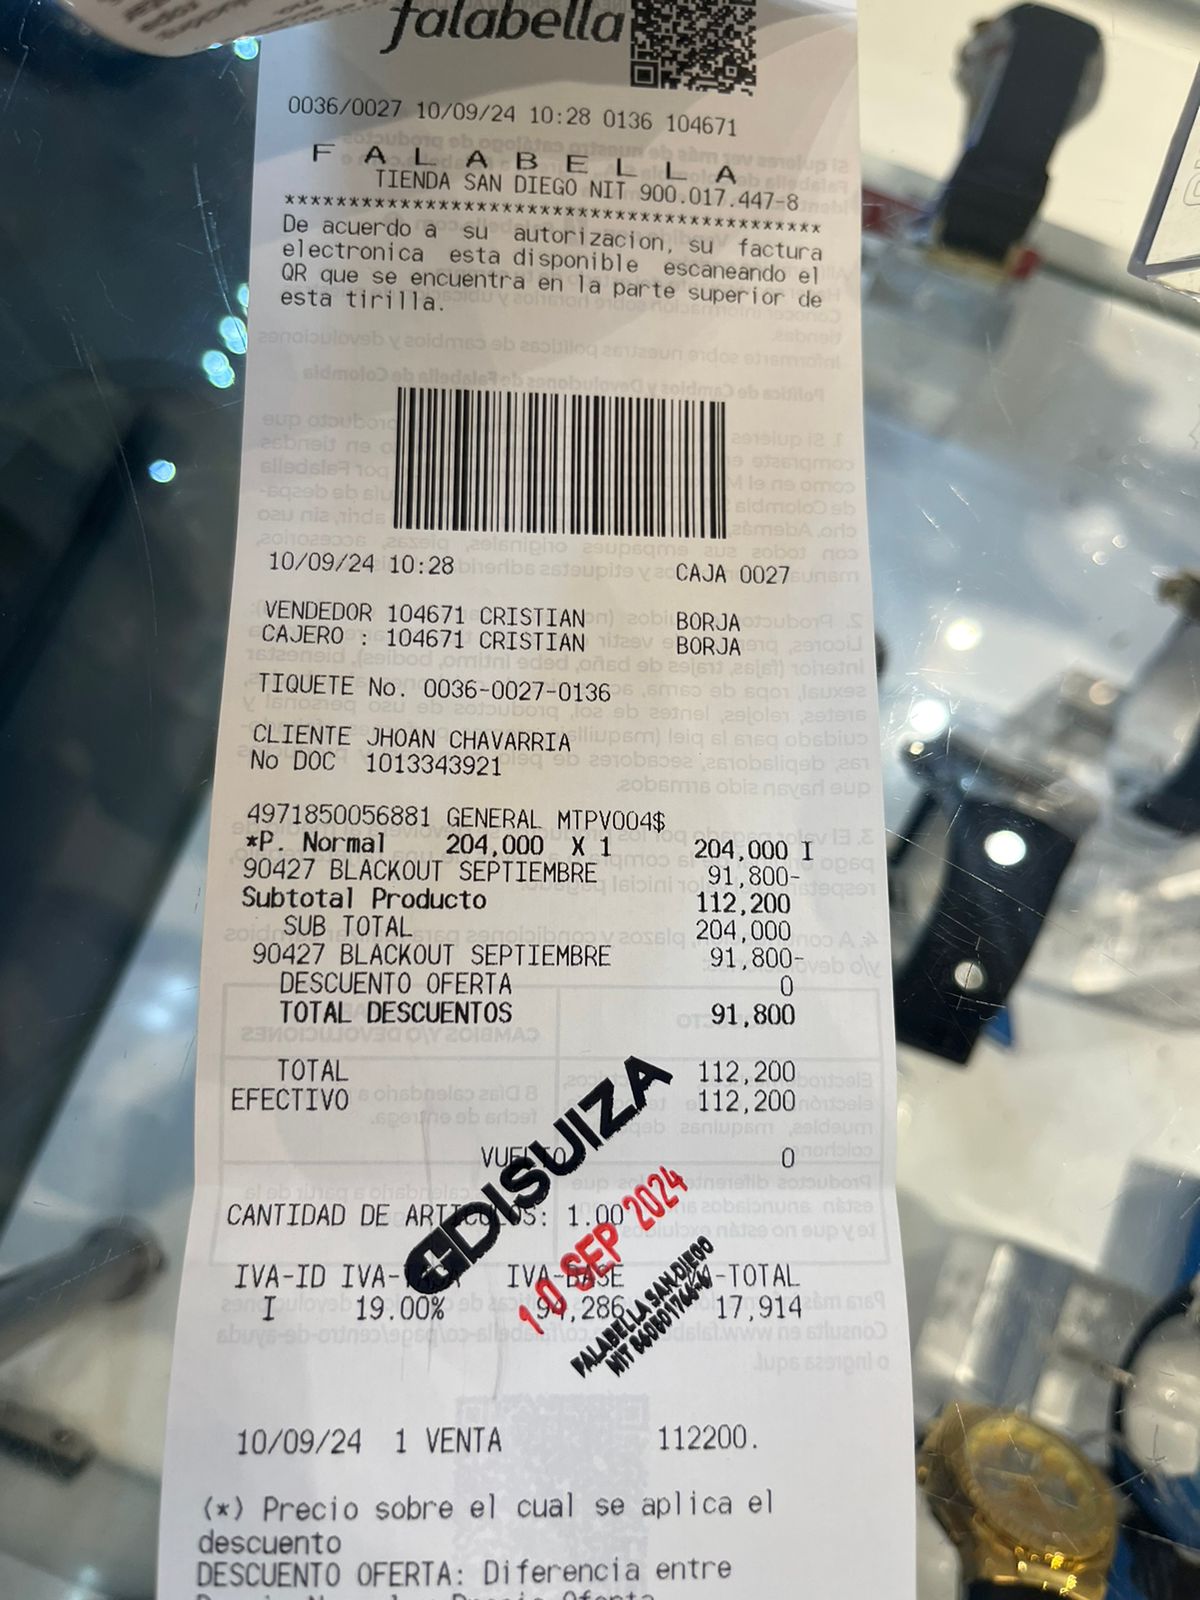 falabella
0036/0027 10/09/24 10:28 0136 104671
F A L A B E L L A
TIENDA SAN DIEGO NIT 900.017.447-8
******************************************
De acuerdo a su autorizacion, su factura
electronica esta disponible escaneando el
QR que se encuentra en la parte superior de
esta tirilla.
10/09/24 10:28 CAJA 0027
VENDEDOR 104671 CRISTIAN BORJA
CAJERO : 104671 CRISTIAN BORJA
TIQUETE No. 0036-0027-0136
CLIENTE JHOAN CHAVARRIA
No DOC 1013343921
4971850056881 GENERAL MTPV004$
*P. Normal 204,000 X 1 204,000 I
90427 BLACKOUT SEPTIEMBRE 91,800-
Subtotal Producto 112,200
SUB TOTAL 204,000
90427 BLACKOUT SEPTIEMBRE 91,800-
DESCUENTO OFERTA 0
TOTAL DESCUENTOS 91,800
TOTAL 112,200
EFECTIVO 112,200
VUELTO 0
DISUIZA
10 SEP 2024
FALABELLA SAN DIEGO
NIT
CANTIDAD DE ARTICULOS: 1.00
IVA-ID IVA- IVA-BASE -TOTAL
I 19.00% 94,286 17,914
10/09/24 1 VENTA 112200.
(*) Precio sobre el cual se aplica el
descuento
DESCUENTO OFERTA: Diferencia entre